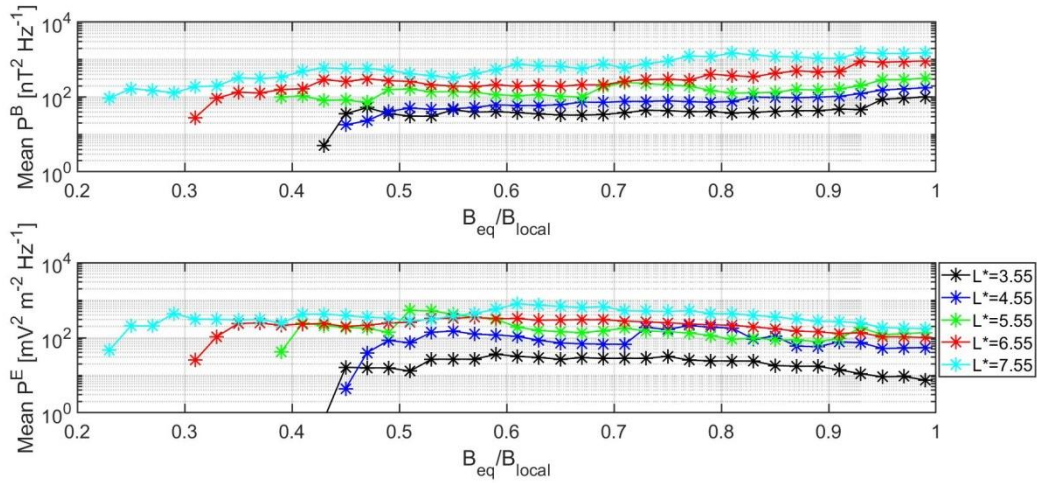 10^4
10^2
10^0
Mean P^B [nT^2 Hz^-1]
0.2 0.3 0.4 0.5 0.6 0.7 0.8 0.9 1
B_eq/B_local
10^4
10^2
10^0
Mean P^E [mV^2 m^-2 Hz^-1]
0.2 0.3 0.4 0.5 0.6 0.7 0.8 0.9 1
B_eq/B_local
L*=3.55
L*=4.55
L*=5.55
L*=6.55
L*=7.55